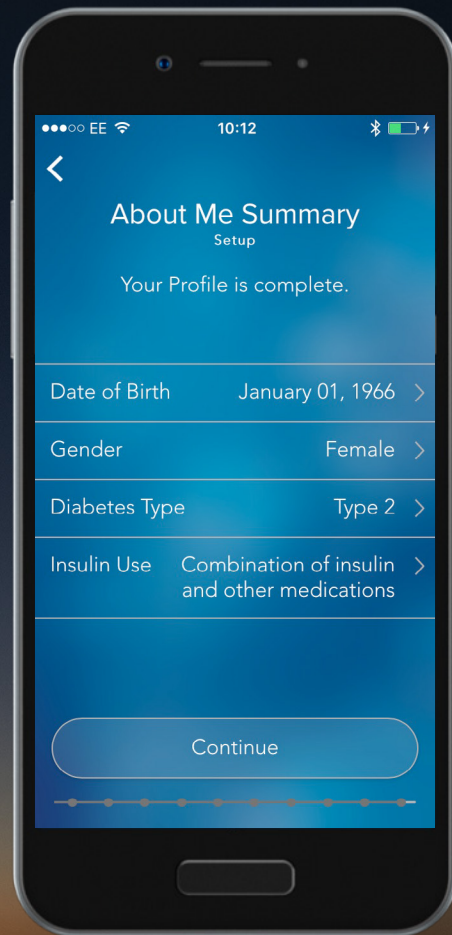 EE 10:12
About Me Summary
Setup
Your Profile is complete.
Date of Birth January 01, 1966
Gender Female
Diabetes Type Type 2
Insulin Use Combination of insulin
and other medications
Continue